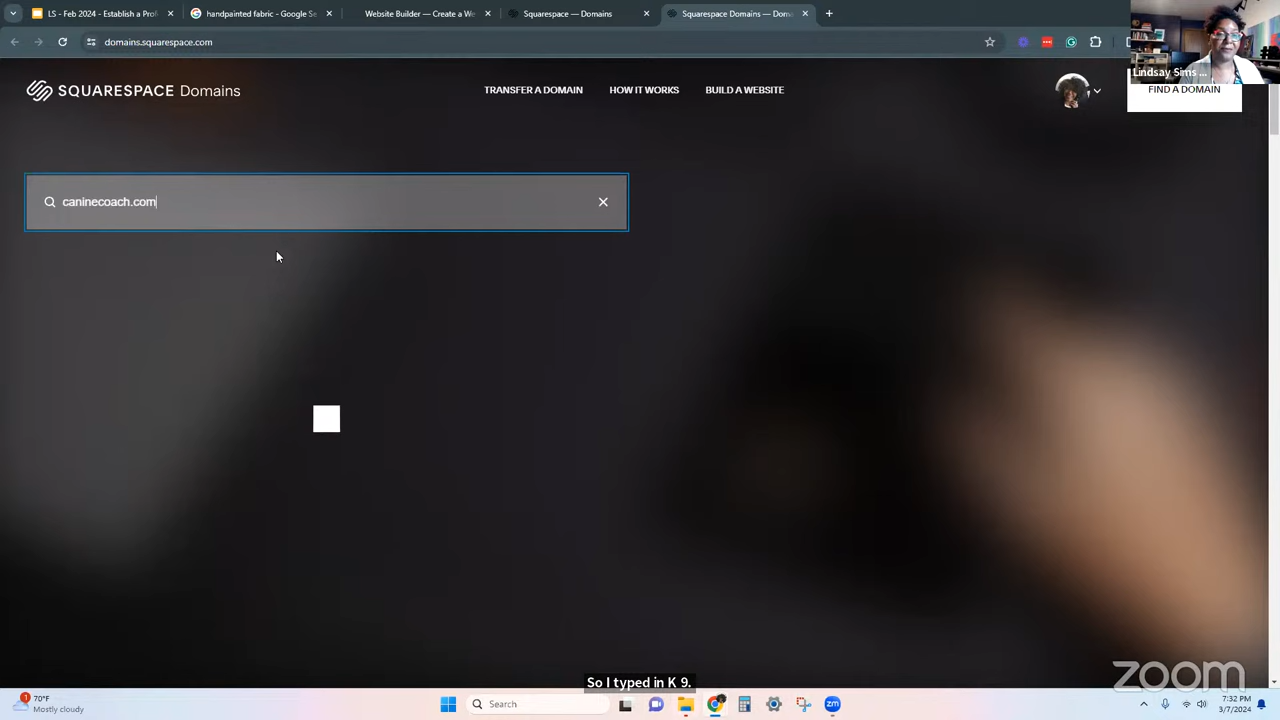 LS - Feb 2024 - Establish a Pro
handpainted fabric - Google Se
Website Builder — Create a We
Squarespace — Domains
Squarespace Domains — Dom
domains.squarespace.com
Lindsay Sims ...
SQUARESPACE Domains
TRANSFER A DOMAIN
HOW IT WORKS
BUILD A WEBSITE
FIND A DOMAIN
caninecoach.com
zoom
So I typed in K 9.
1
70°F
Mostly cloudy
Search
zm
7:32 PM
3/7/2024